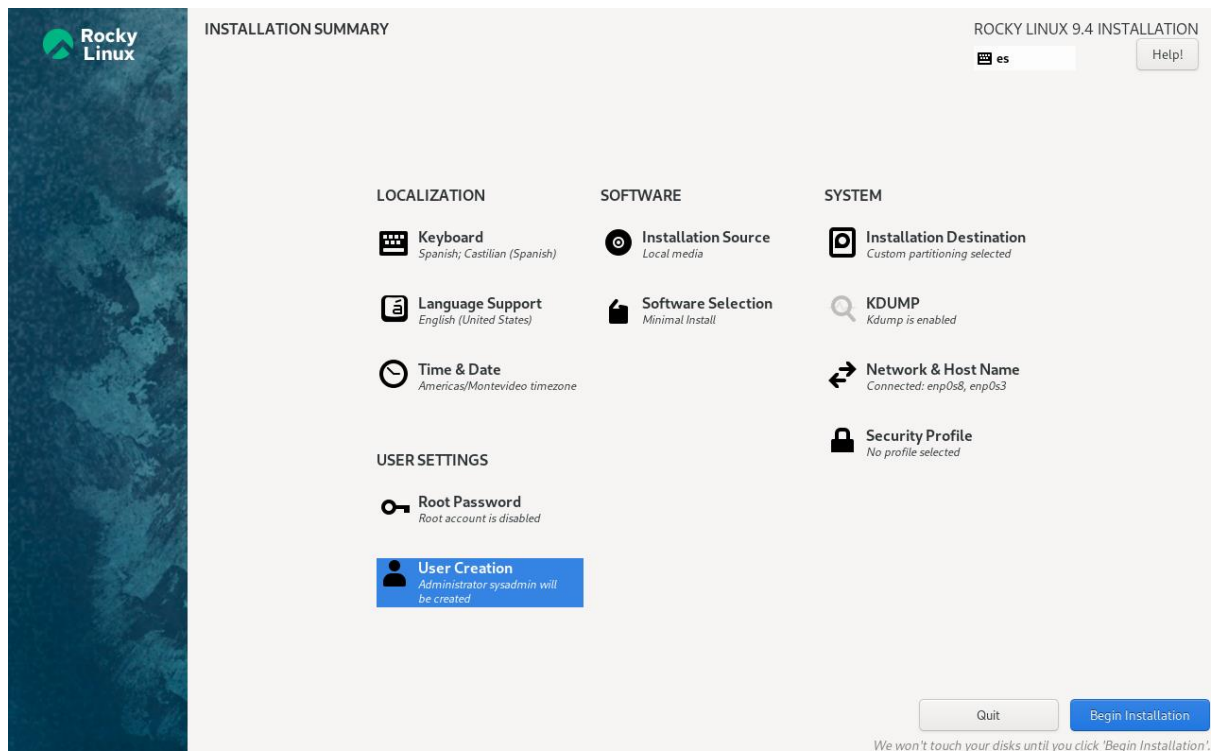 Rocky
Linux
INSTALLATION SUMMARY
ROCKY LINUX 9.4 INSTALLATION
es
Help!
LOCALIZATION
Keyboard
Spanish; Castilian (Spanish)
Language Support
English (United States)
Time & Date
Americas/Montevideo timezone
USER SETTINGS
Root Password
Root account is disabled
User Creation
Administrator sysadmin will
be created
SOFTWARE
Installation Source
Local media
Software Selection
Minimal Install
SYSTEM
Installation Destination
Custom partitioning selected
KDUMP
Kdump is enabled
Network & Host Name
Connected: enp0s8, enp0s3
Security Profile
No profile selected
Quit
Begin Installation
We won't touch your disks until you click 'Begin Installation'.